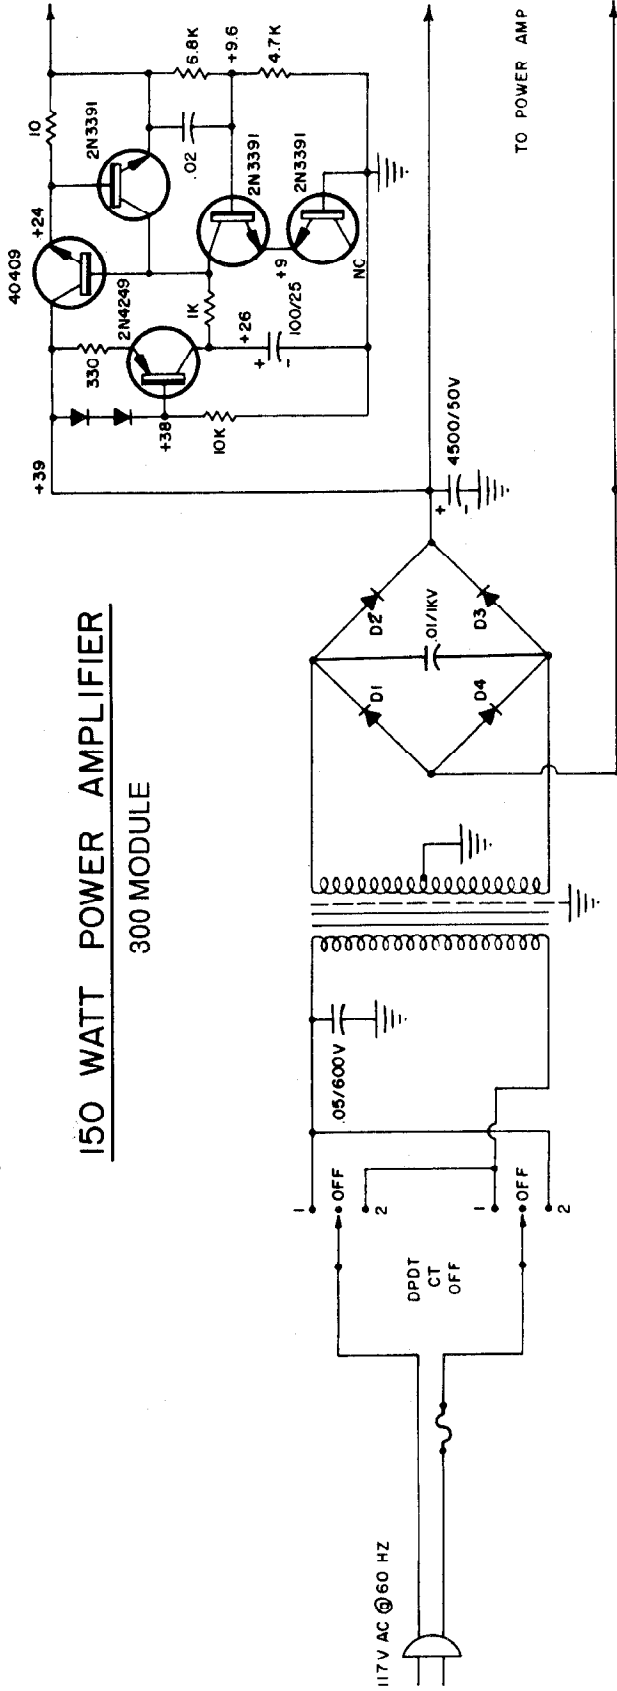 150 WATT POWER AMPLIFIER
300 MODULE
117V AC @ 60 HZ
DPDT
CT
OFF
1
OFF
2
1
OFF
2
.05/600V
D1
D2
D3
D4
.01/1KV
4500/50V
+
-
+39
+38
10K
330
2N4249
40409
+24
10
2N3391
1K
+26
+
-
100/25
.02
6.8K
+9.6
4.7K
2N3391
+9
2N3391
NC
TO POWER AMP